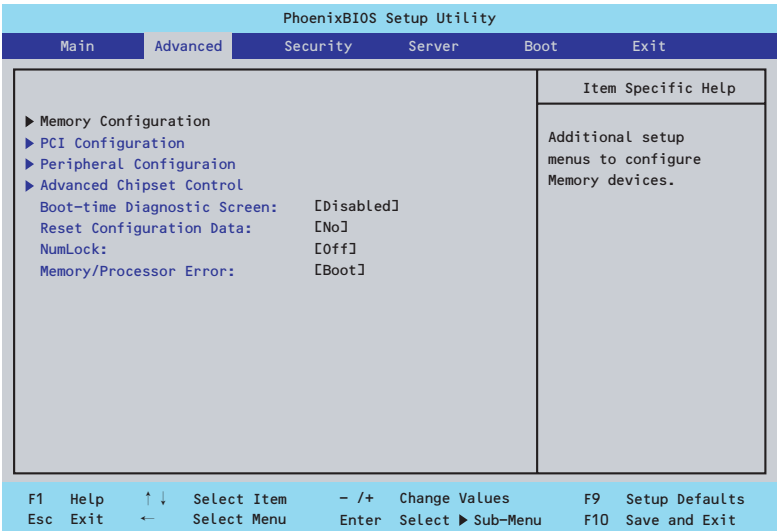 PhoenixBIOS Setup Utility
Main Advanced Security Server Boot Exit
Item Specific Help
▶ Memory Configuration
▶ PCI Configuration
▶ Peripheral Configuraion
▶ Advanced Chipset Control
Boot-time Diagnostic Screen: [Disabled]
Reset Configuration Data: [No]
NumLock: [Off]
Memory/Processor Error: [Boot]
Additional setup
menus to configure
Memory devices.
F1 Help ↑↓ Select Item - /+ Change Values F9 Setup Defaults
Esc Exit ← Select Menu Enter Select ▶ Sub-Menu F10 Save and Exit